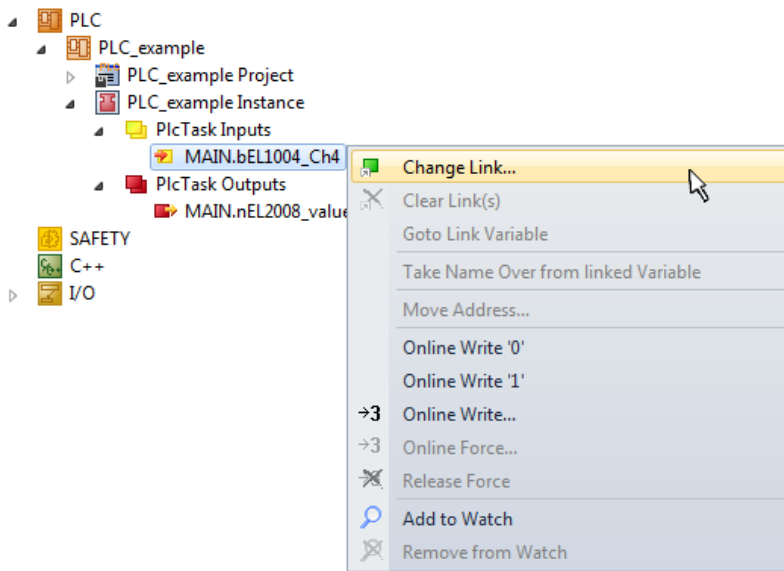 PLC
PLC_example
PLC_example Project
PLC_example Instance
PlcTask Inputs
MAIN.bEL1004_Ch4
PlcTask Outputs
MAIN.nEL2008_value
SAFETY
C++
I/O
Change Link...
Clear Link(s)
Goto Link Variable
Take Name Over from linked Variable
Move Address...
Online Write '0'
Online Write '1'
→3 Online Write...
→3 Online Force...
Release Force
Add to Watch
Remove from Watch